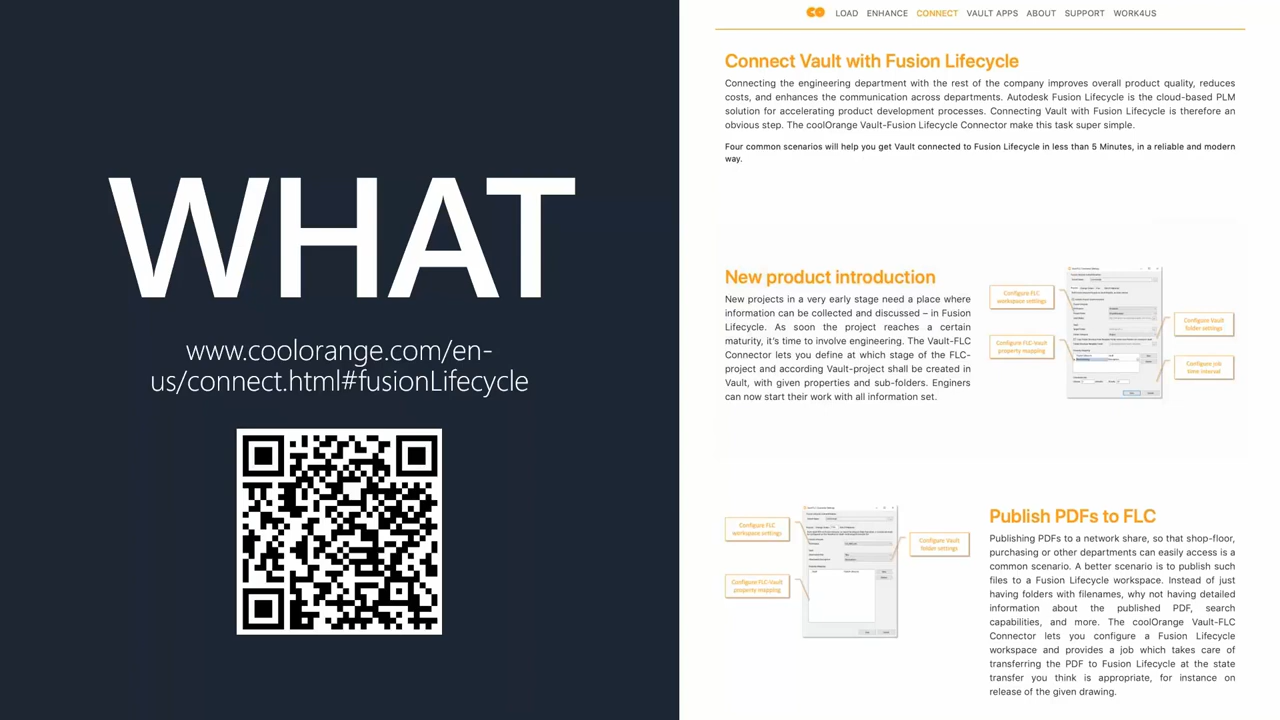 WHAT
www.coolorange.com/en-
us/connect.html#fusionLifecycle
LOAD ENHANCE CONNECT VAULT APPS ABOUT SUPPORT WORK4US
Connect Vault with Fusion Lifecycle
Connecting the engineering department with the rest of the company improves overall product quality, reduces
costs, and enhances the communication across departments. Autodesk Fusion Lifecycle is the cloud-based PLM
solution for accelerating product development processes. Connecting Vault with Fusion Lifecycle is therefore an
obvious step. The coolOrange Vault-Fusion Lifecycle Connector make this task super simple.
Four common scenarios will help you get Vault connected to Fusion Lifecycle in less than 5 Minutes, in a reliable and modern
way.
New product introduction
New projects in a very early stage need a place where
information can be collected and discussed – in Fusion
Lifecycle. As soon the project reaches a certain
maturity, it's time to involve engineering. The Vault-FLC
Connector lets you define at which stage of the FLC-
project and according Vault-project shall be created in
Vault, with given properties and sub-folders. Enginers
can now start their work with all information set.
Configure FLC
workspace settings
Configure FLC-Vault
property mapping
Configure Vault
folder settings
Configure job
time interval
Configure FLC
workspace settings
Configure FLC-Vault
property mapping
Configure Vault
folder settings
Publish PDFs to FLC
Publishing PDFs to a network share, so that shop-floor,
purchasing or other departments can easily access is a
common scenario. A better scenario is to publish such
files to a Fusion Lifecycle workspace. Instead of just
having folders with filenames, why not having detailed
information about the published PDF, search
capabilities, and more. The coolOrange Vault-FLC
Connector lets you configure a Fusion Lifecycle
workspace and provides a job which takes care of
transferring the PDF to Fusion Lifecycle at the state
transfer you think is appropriate, for instance on
release of the given drawing.